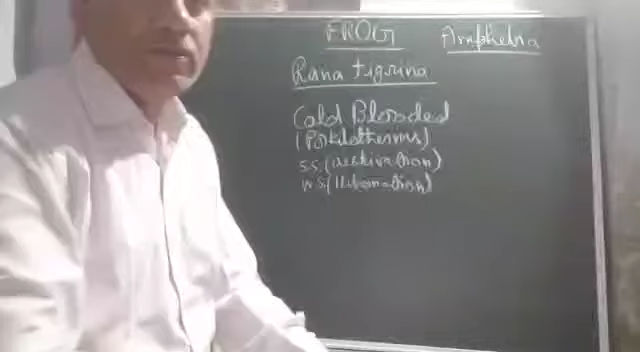 FROG Amphibia
Rana tigrina
Cold Blooded
(Poikilotherms)
S.S. (Aestivation)
W.S. (Hibernation)